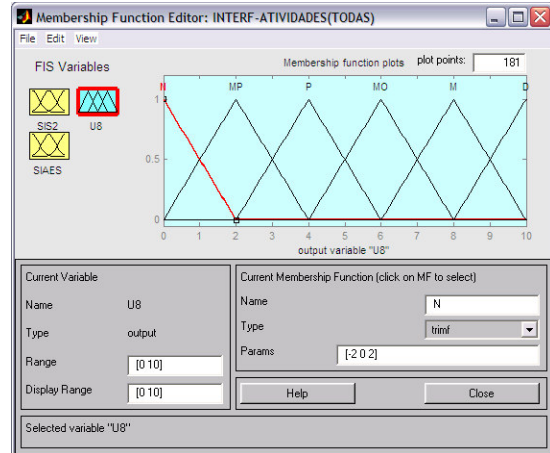 Membership Function Editor: INTERF-ATIVIDADES(TODAS)
File Edit View
FIS Variables
SIS2 U8
SIAES
Membership function plots plot points: 181
N MP P MO M D
1
0.5
0
0 1 2 3 4 5 6 7 8 9 10
output variable "U8"
Current Variable
Name U8
Type output
Range [0 10]
Display Range [0 10]
Current Membership Function (click on MF to select)
Name N
Type trimf
Params [-2 0 2]
Help Close
Selected variable "U8"